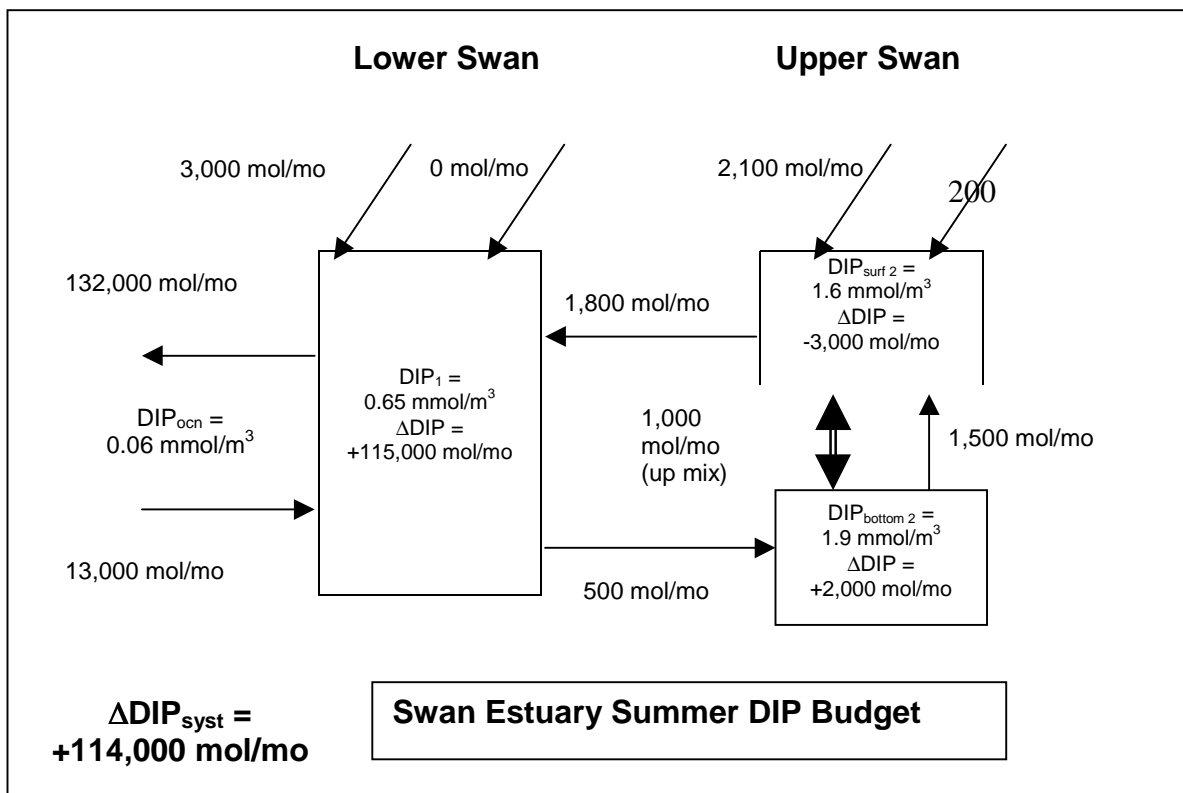 Lower Swan
Upper Swan
3,000 mol/mo
0 mol/mo
2,100 mol/mo
200
132,000 mol/mo
1,800 mol/mo
DIPsurf 2 =
1.6 mmol/m3
ΔDIP =
-3,000 mol/mo
DIPocn =
0.06 mmol/m3
DIP1 =
0.65 mmol/m3
ΔDIP =
+115,000 mol/mo
1,000
mol/mo
(up mix)
1,500 mol/mo
13,000 mol/mo
500 mol/mo
DIPbottom 2 =
1.9 mmol/m3
ΔDIP =
+2,000 mol/mo
ΔDIPsyst =
+114,000 mol/mo
Swan Estuary Summer DIP Budget